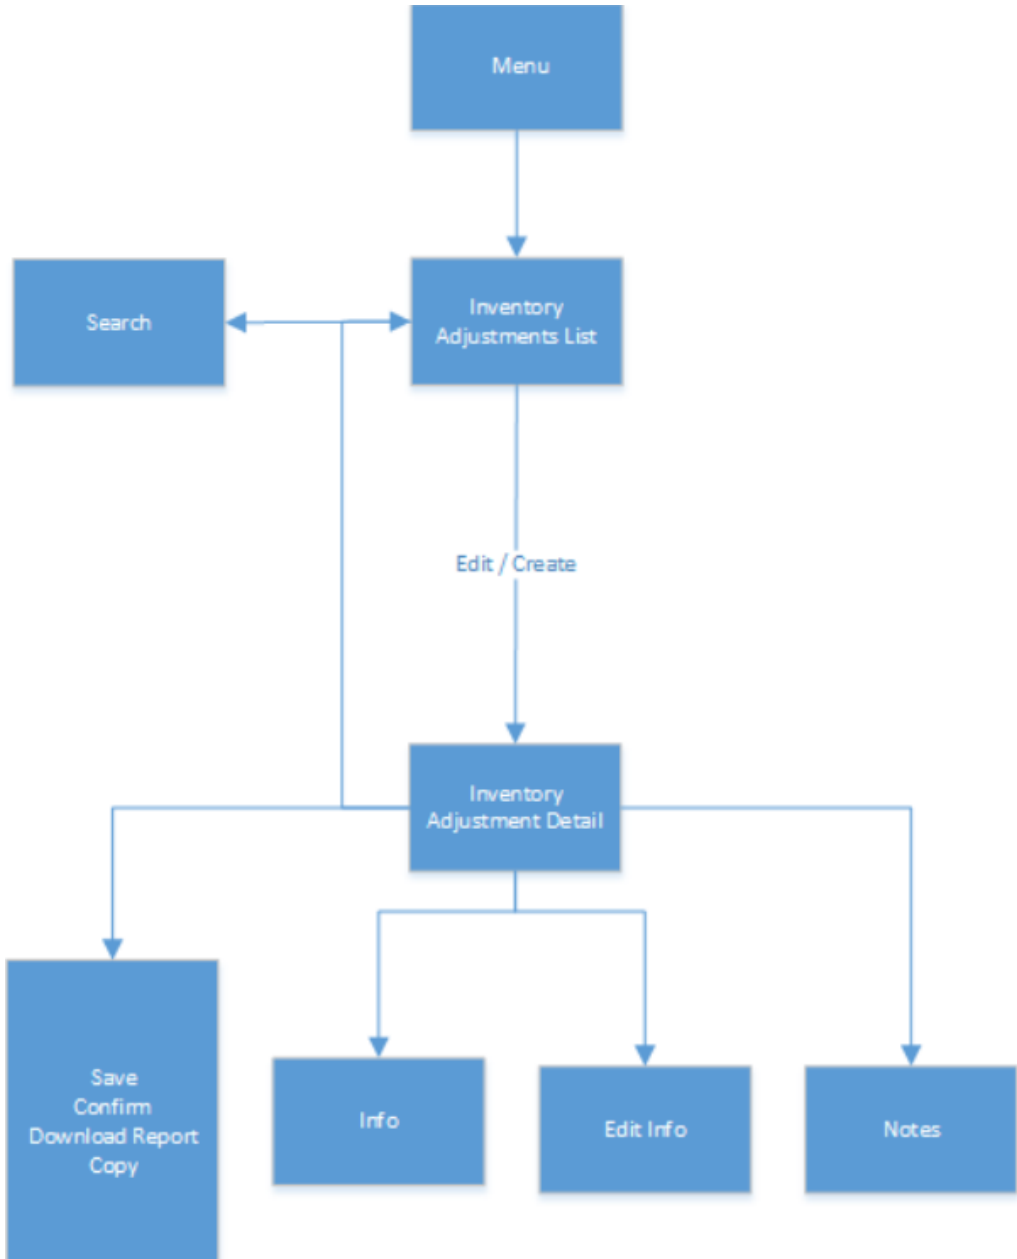 Menu
Search
Inventory
Adjustments List
Edit / Create
Inventory
Adjustment Detail
Save
Confirm
Download Report
Copy
Info
Edit Info
Notes